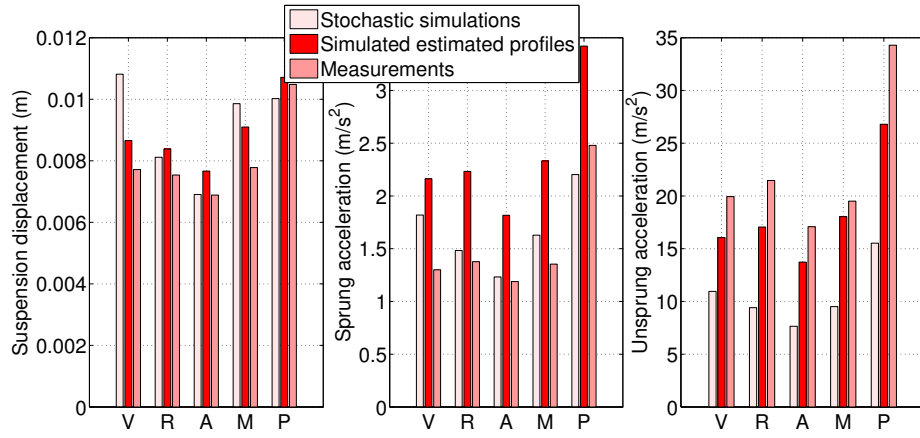 Stochastic simulations
Simulated estimated profiles
Measurements
Suspension displacement (m)
0.012
0.01
0.008
0.006
0.004
0.002
0
V R A M P
Sprung acceleration (m/s²)
3
2.5
2
1.5
1
0.5
0
V R A M P
Unsprung acceleration (m/s²)
35
30
25
20
15
10
5
0
V R A M P